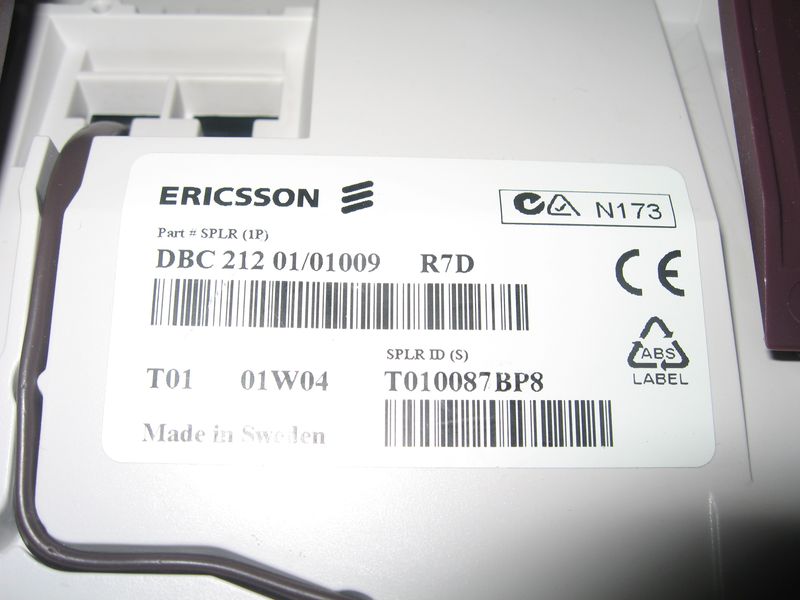 ERICSSON
N173
Part # SPLR (1P)
DBC 212 01/01009 R7D
SPLR ID (S)
T01 01W04 T010087BP8
ABS
LABEL
Made in Sweden